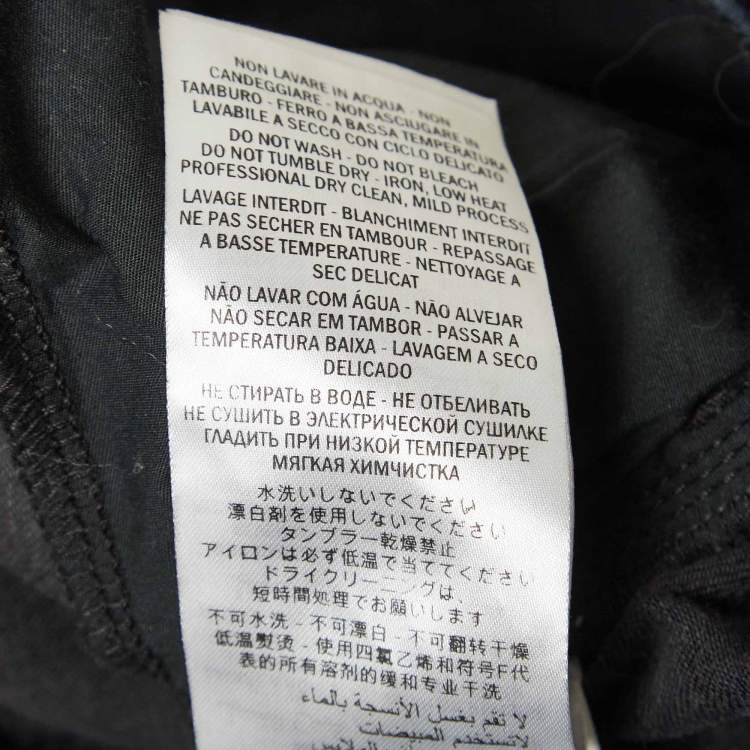 NON LAVARE IN ACQUA - NON
CANDEGGIARE - NON ASCIUGARE IN
TAMBURO - FERRO A BASSA TEMPERATURA
LAVABILE A SECCO CON CICLO DELICATO
DO NOT WASH - DO NOT BLEACH
DO NOT TUMBLE DRY - IRON, LOW HEAT
PROFESSIONAL DRY CLEAN, MILD PROCESS
LAVAGE INTERDIT - BLANCHIMENT INTERDIT
NE PAS SECHER EN TAMBOUR - REPASSAGE
A BASSE TEMPERATURE - NETTOYAGE A
SEC DELICAT
NÃO LAVAR COM ÁGUA - NÃO ALVEJAR
NÃO SECAR EM TAMBOR - PASSAR A
TEMPERATURA BAIXA - LAVAGEM A SECO
DELICADO
НЕ СТИРАТЬ В ВОДЕ - НЕ ОТБЕЛИВАТЬ
НЕ СУШИТЬ В ЭЛЕКТРИЧЕСКОЙ СУШИЛКЕ
ГЛАДИТЬ ПРИ НИЗКОЙ ТЕМПЕРАТУРЕ
МЯГКАЯ ХИМЧИСТКА
水洗いしないでください
漂白剤を使用しないでください
タンブラー乾燥禁止
アイロンは必ず低温で当ててください
ドライクリーニングは、
短時間処理でお願いします
不可水洗 - 不可漂白 - 不可翻转干燥
低温熨烫 - 使用四氯乙烯和符号F代
表的所有溶剂的缓和专业干洗
لا تقم بغسل الأنسجة بالماء
لاتستخدم المبيضات